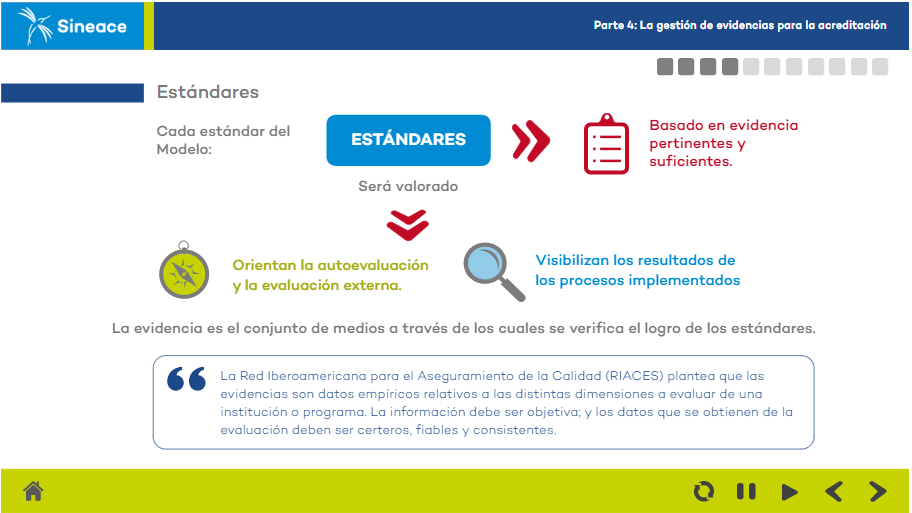 Sineace
Parte 4: La gestión de evidencias para la acreditación
Estándares
Cada estándar del
Modelo:
ESTÁNDARES
Basado en evidencia
pertinentes y
suficientes.
Será valorado
Orientan la autoevaluación
y la evaluación externa.
Visibilizan los resultados de
los procesos implementados
La evidencia es el conjunto de medios a través de los cuales se verifica el logro de los estándares.
La Red Iberoamericana para el Aseguramiento de la Calidad (RIACES) plantea que las
evidencias son datos empíricos relativos a las distintas dimensiones a evaluar de una
institución o programa. La información debe ser objetiva; y los datos que se obtienen de la
evaluación deben ser certeros, fiables y consistentes.